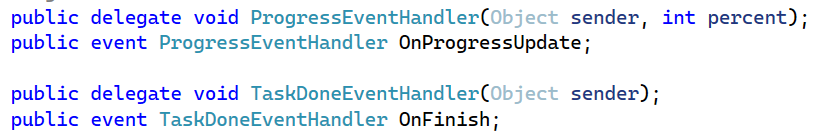 public delegate void ProgressEventHandler(Object sender, int percent);
public event ProgressEventHandler OnProgressUpdate;
public delegate void TaskDoneEventHandler(Object sender);
public event TaskDoneEventHandler OnFinish;